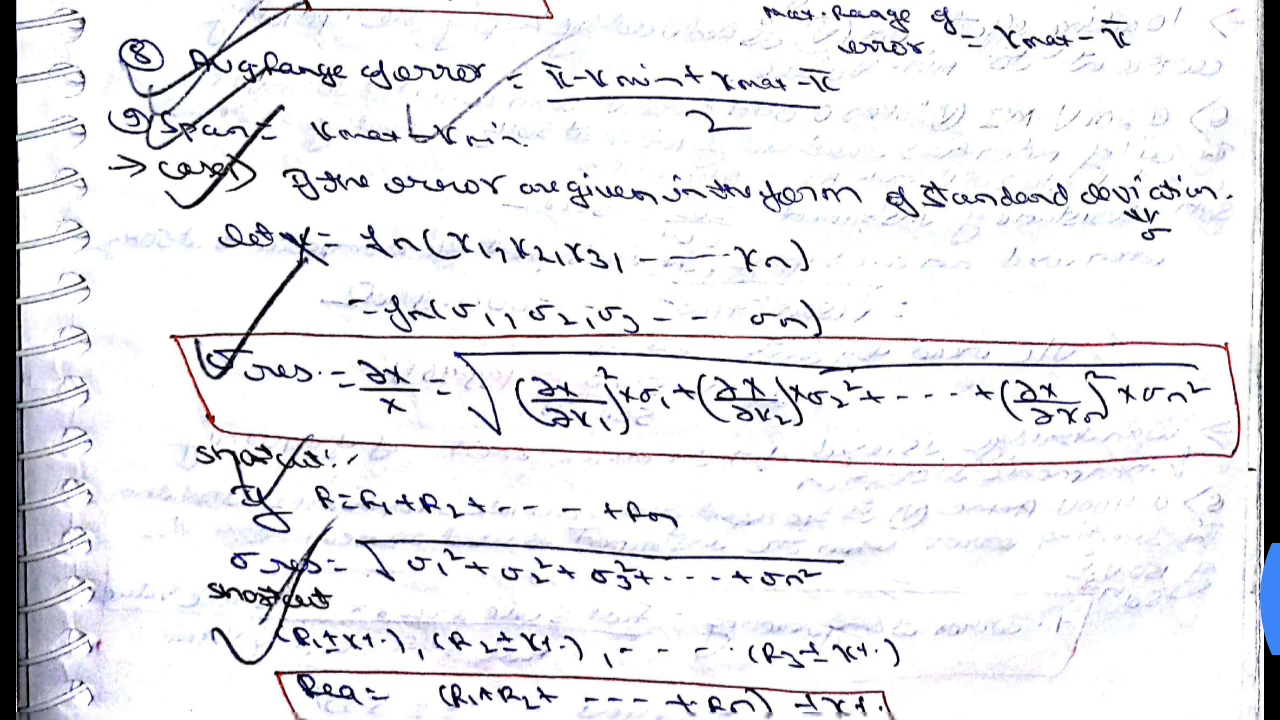 max. Range of error = xmax - x̄
⑧ Avg Range of error = (x̄ - xmin + xmax - x̄) / 2
⑨ Span = xmax - xmin.
→ case 1) If the error are given in the form of standard deviation.
σ
let x = fn(x1, x2, x3, - - - - xn)
= fn(σ1, σ2, σ3 - - - σn)
σres. = ∂x/x = √((∂x/∂x1)² × σ1 + (∂x/∂x2) × σ2² + - - - - + (∂x/∂xn)² × σn²)
shortcut:-
If R = R1 + R2 + - - - - + Rn
σres = √(σ1² + σ2² + σ3² + - - - - + σn²)
shortcut
(R1 ± x%), (R2 ± x%), - - - - (R3 ± x%)
Req = (R1 + R2 + - - - - + Rn) ± x%.